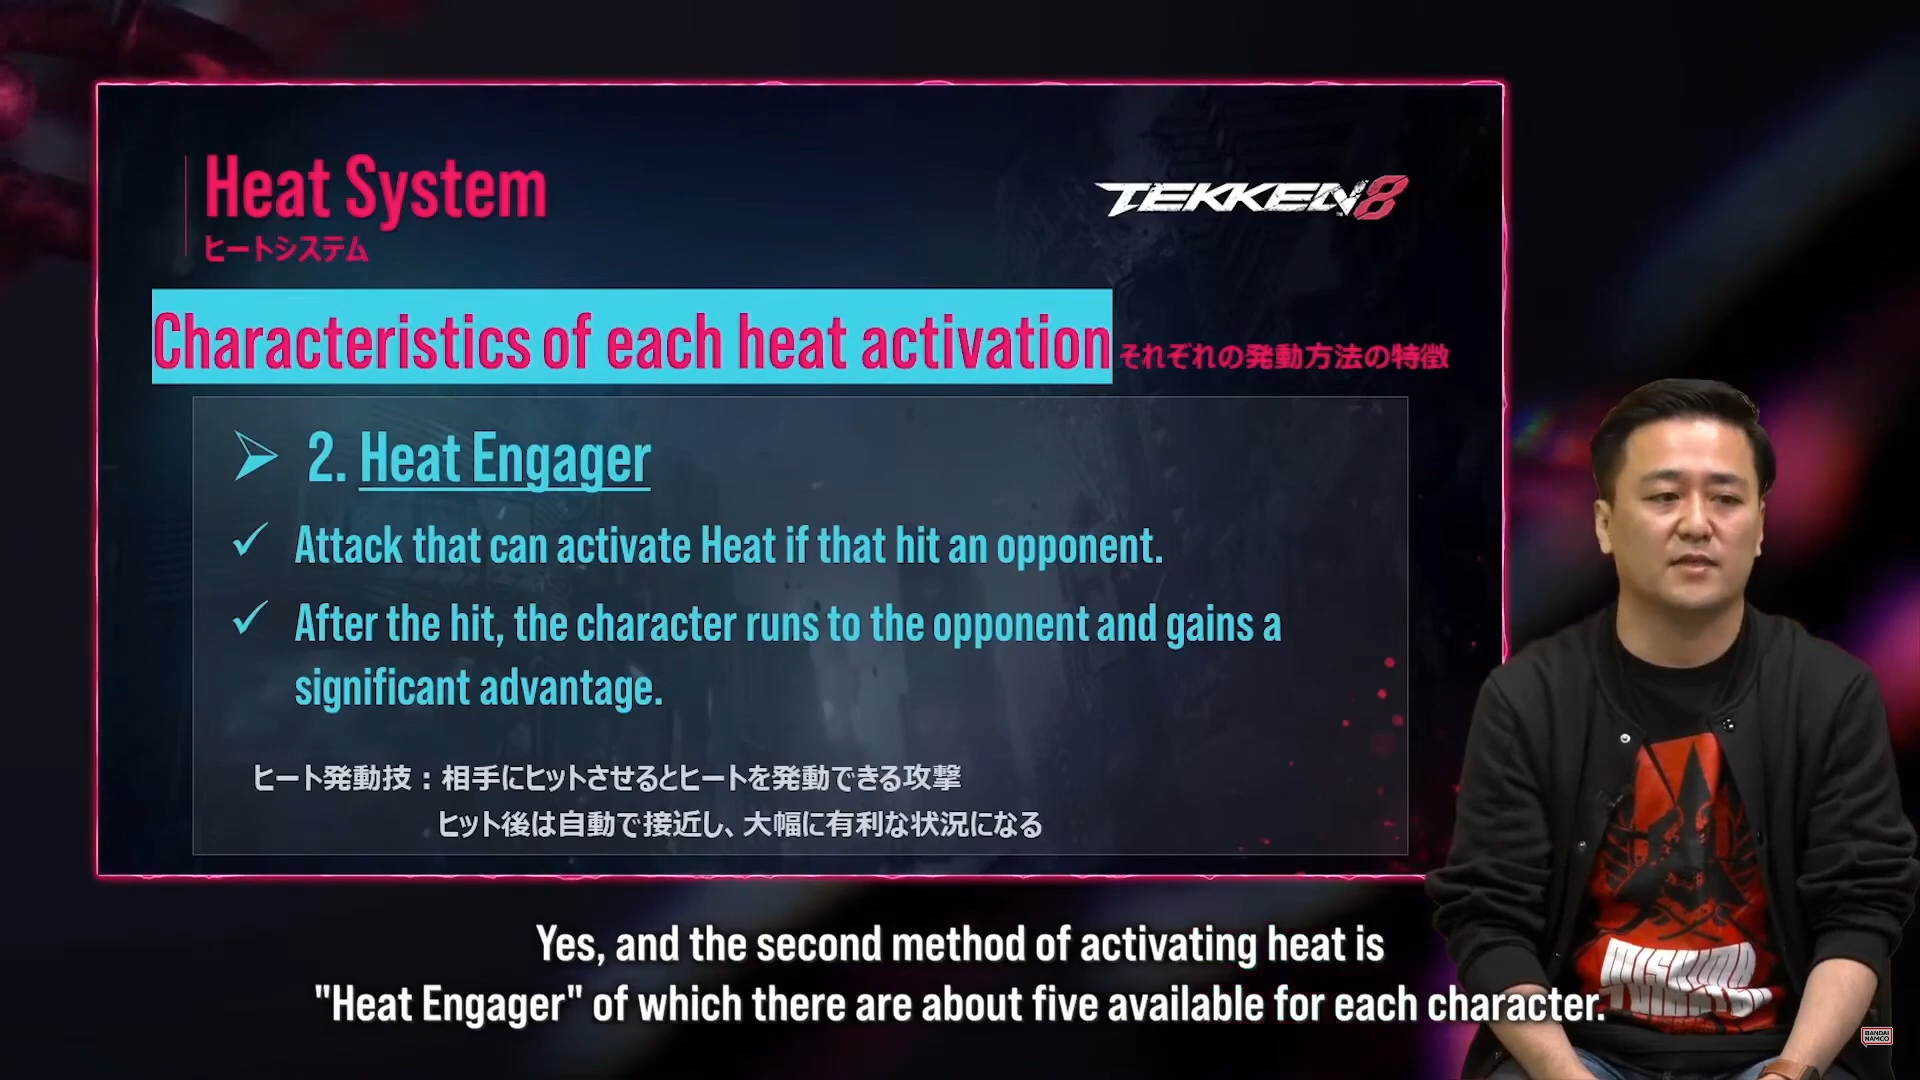 Heat System
ヒートシステム
TEKKEN8
Characteristics of each heat activation それぞれの発動方法の特徴
2. Heat Engager
Attack that can activate Heat if that hit an opponent.
After the hit, the character runs to the opponent and gains a
significant advantage.
ヒート発動技：相手にヒットさせるとヒートを発動できる攻撃
ヒット後は自動で接近し、大幅に有利な状況になる
Yes, and the second method of activating heat is
"Heat Engager" of which there are about five available for each character.
MISHIMA
BANDAI
NAMCO